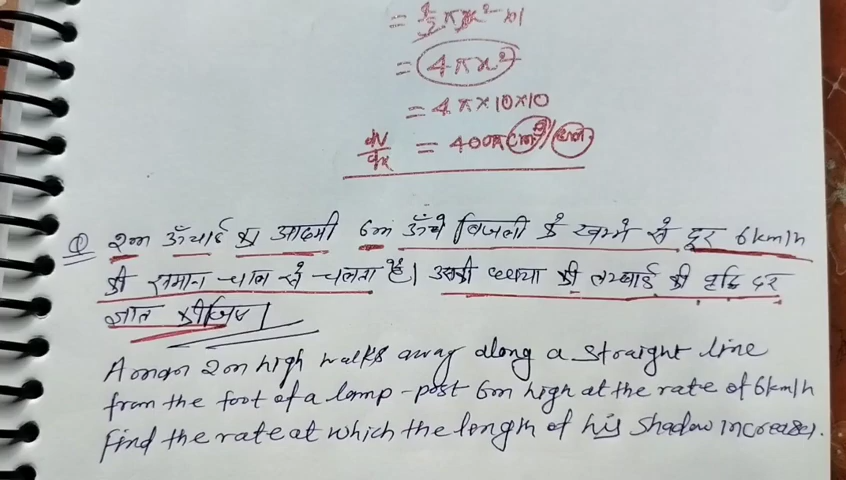 = 4πx²
= 4π×10×10
dV/dx = 400π cm³/cm
Q 2m ऊँचाई का आदमी 6m ऊँचे बिजली के खम्भे से दूर 6km/h
की समान चाल से चलता है। उसकी छाया की लम्बाई की वृद्धि दर
ज्ञात कीजिए।
A man 2m high walks away along a straight line
from the foot of a lamp-post 6m high at the rate of 6km/h
Find the rate at which the length of his shadow increases.